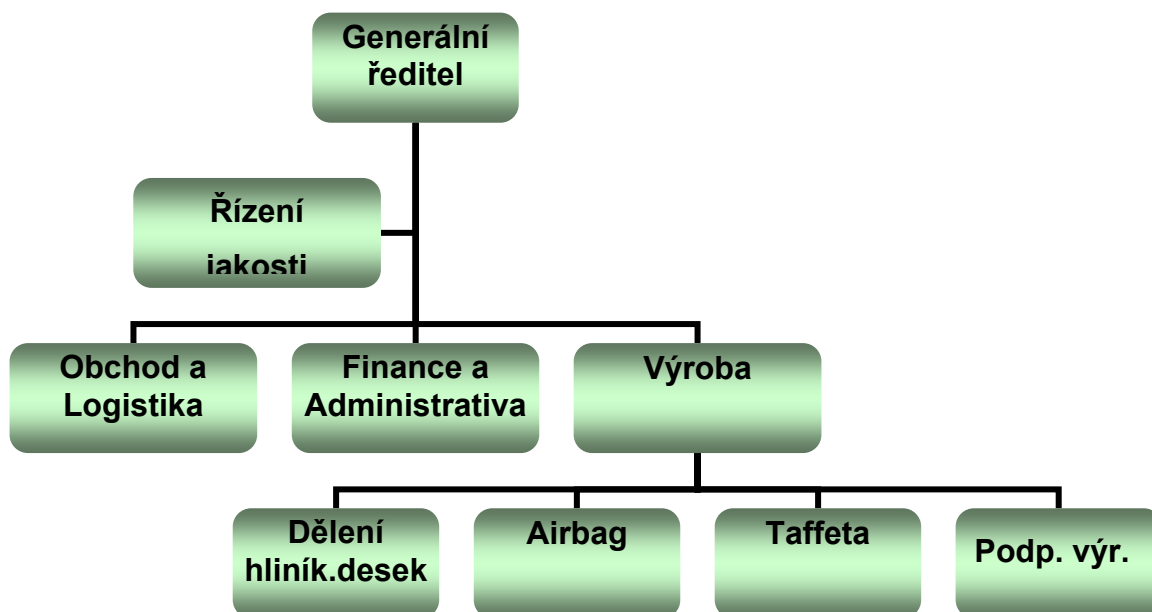 Generální
ředitel
Řízení
jakosti
Obchod a
Logistika
Finance a
Administrativa
Výroba
Dělení
hliník.desek
Airbag
Taffeta
Podp. výr.